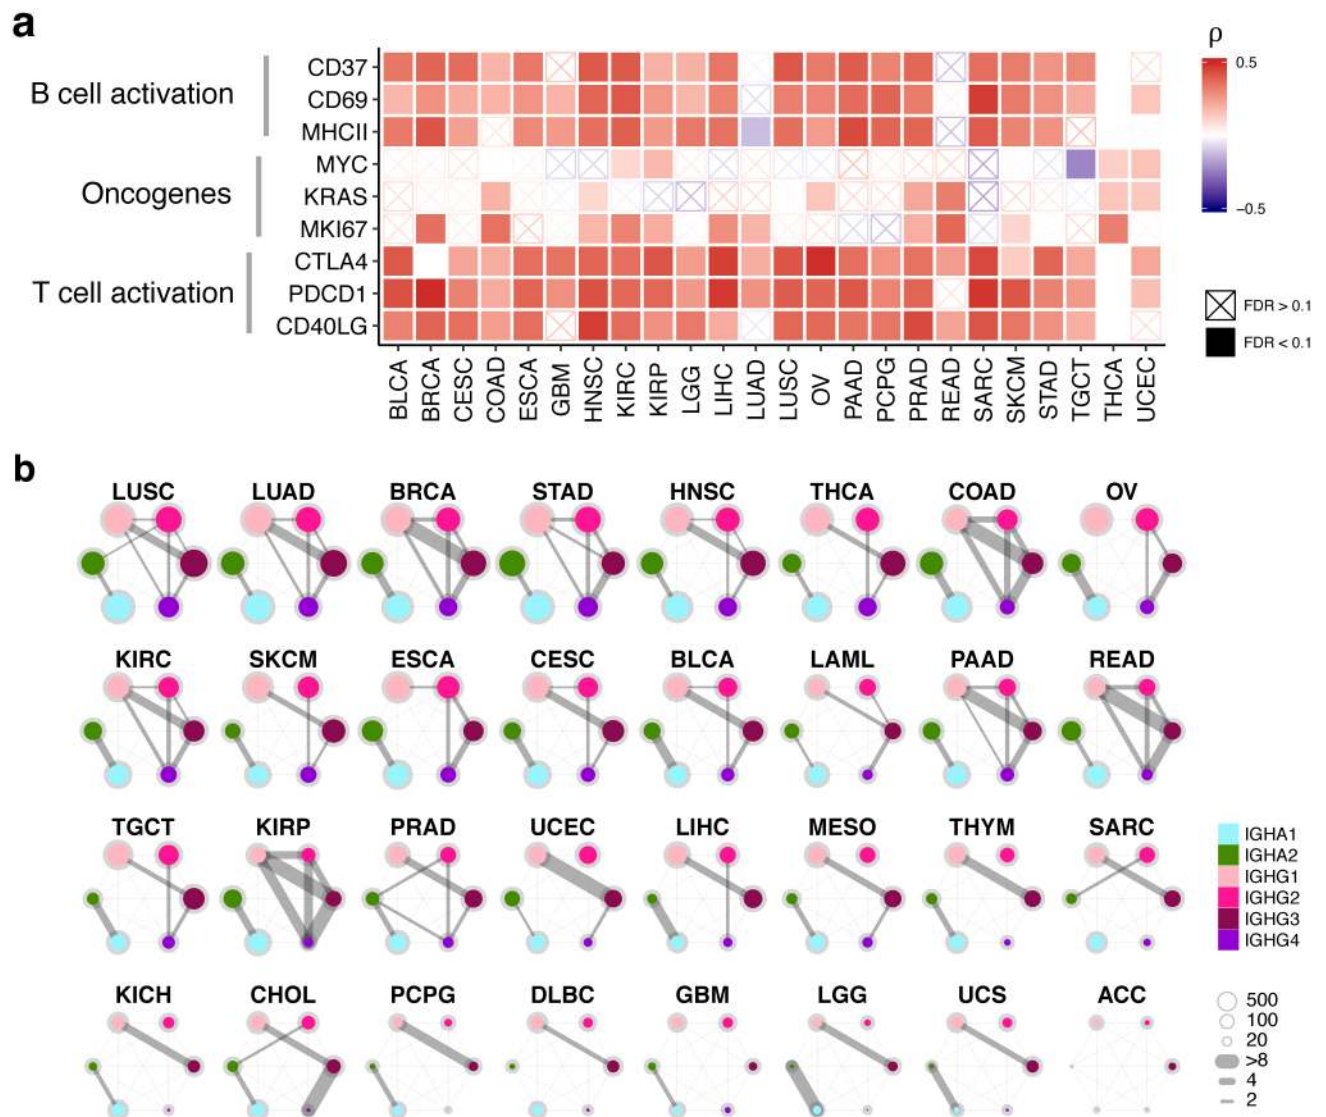 a
ρ
B cell activation
Oncogenes
T cell activation
CD37
CD69
MHCII
MYC
KRAS
MKI67
CTLA4
PDCD1
CD40LG
0.5
−0.5
FDR > 0.1
FDR < 0.1
BLCA BRCA CESC COAD ESCA GBM HNSC KIRC KIRP LGG LIHC LUAD LUSC OV PAAD PCPG PRAD READ SARC SKCM STAD TGCT THCA UCEC
b
LUSC LUAD BRCA STAD HNSC THCA COAD OV
KIRC SKCM ESCA CESC BLCA LAML PAAD READ
TGCT KIRP PRAD UCEC LIHC MESO THYM SARC
IGHA1
IGHA2
IGHG1
IGHG2
IGHG3
IGHG4
KICH CHOL PCPG DLBC GBM LGG UCS ACC
500
100
20
>8
4
2